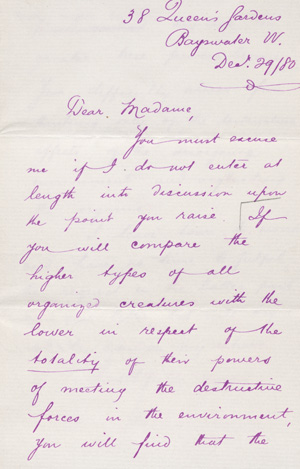 38 Queen's Gardens
Bayswater W.
Decr. 29/80
Dear Madame,
You must excuse
me if I do not enter at
length into discussion upon
the point you raise. If
you will compare the
higher types of all
organized creatures with the
lower in respect of the
totality of their powers
of meeting the destructive
forces in the environment,
you will find that the